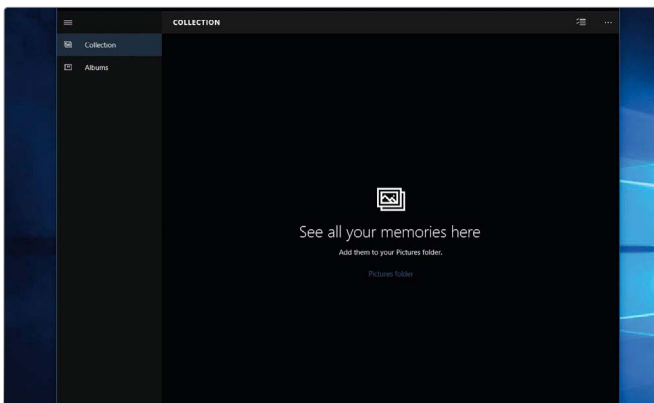 COLLECTION
Collection
Albums
See all your memories here
Add them to your Pictures folder.
Pictures folder